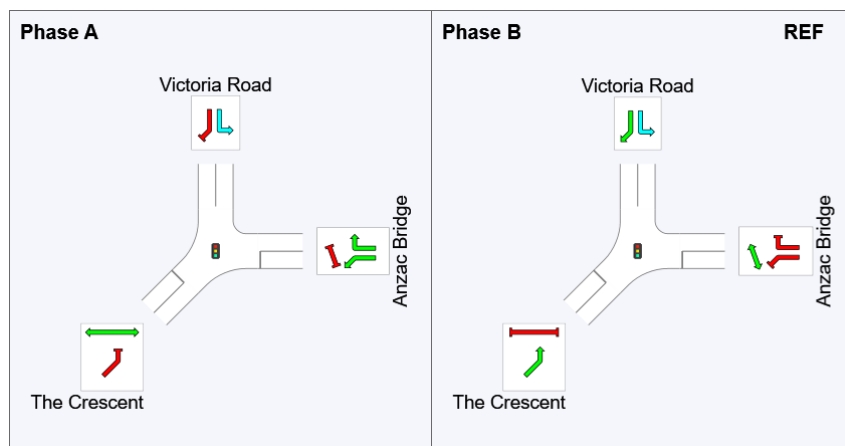 Phase A
Victoria Road
Anzac Bridge
The Crescent
Phase B
REF
Victoria Road
Anzac Bridge
The Crescent